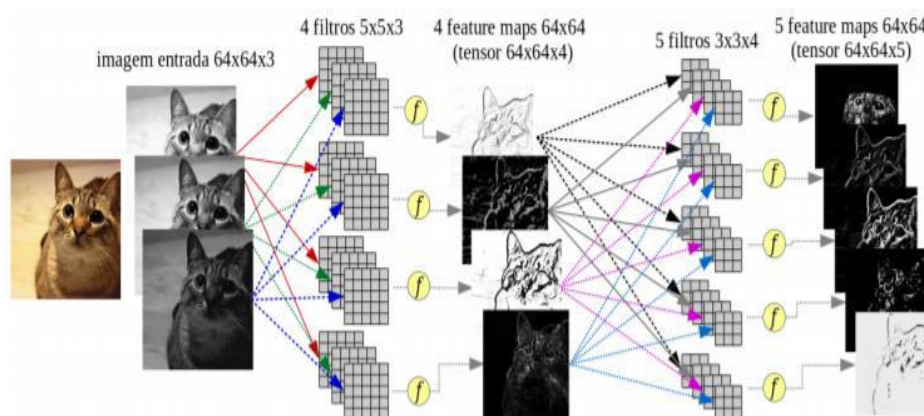 imagem entrada 64x64x3
4 filtros 5x5x3
4 feature maps 64x64
(tensor 64x64x4)
5 filtros 3x3x4
5 feature maps 64x64
(tensor 64x64x5)
f
f
f
f
f
f
f
f
f